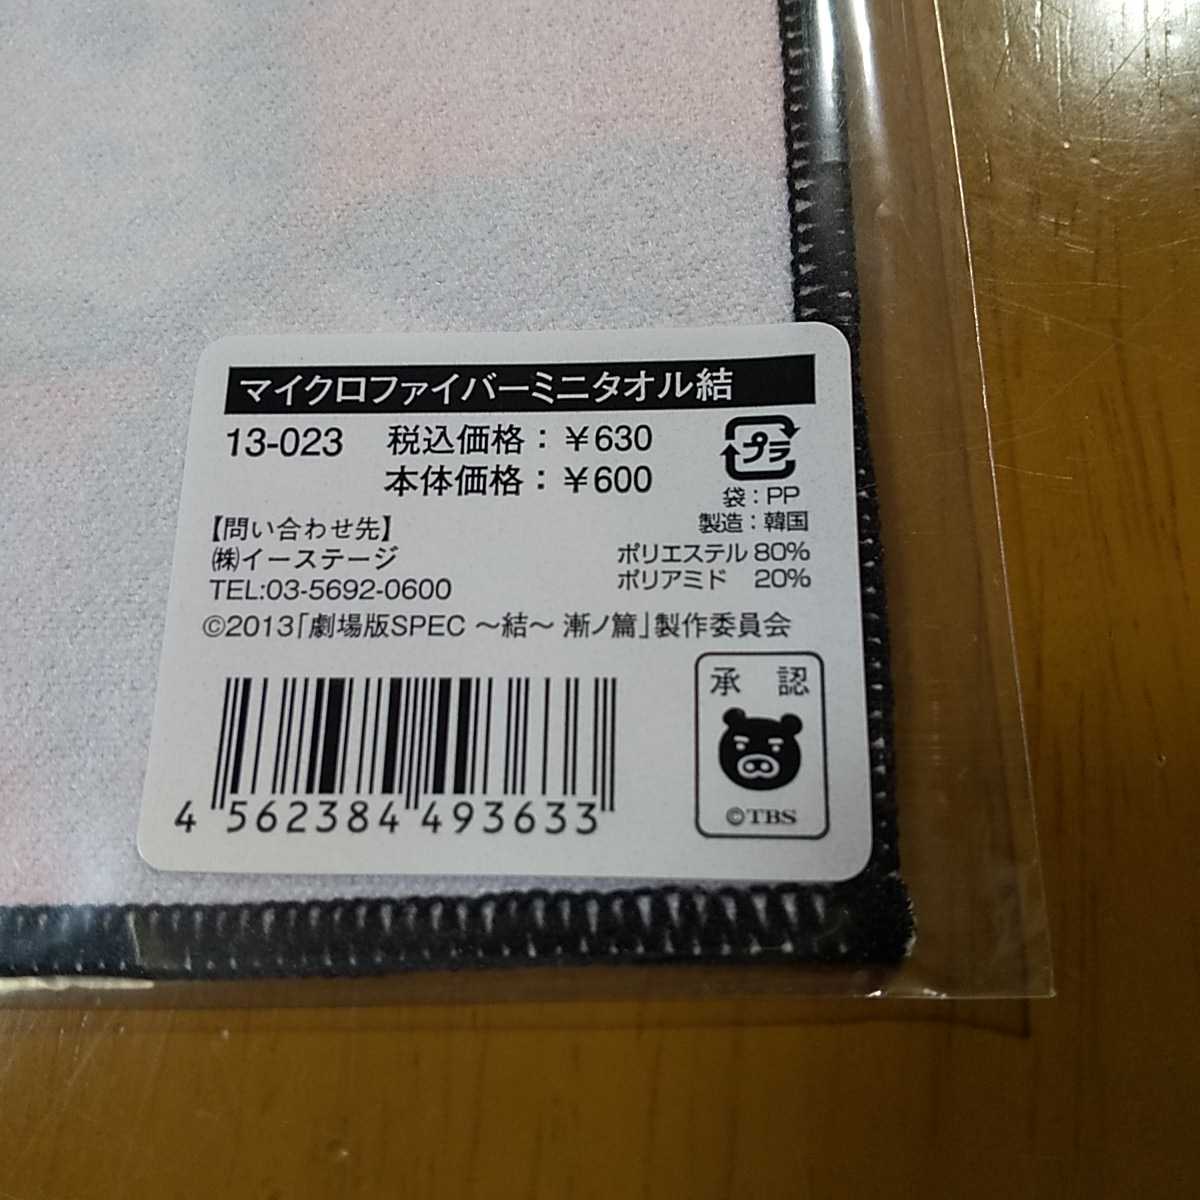 マイクロファイバーミニタオル結
13-023 税込価格：￥630
本体価格：￥600
プラ
袋：PP
製造：韓国
【問い合わせ先】
㈱イーステージ
TEL:03-5692-0600
ポリエステル 80%
ポリアミド 20%
©2013「劇場版SPEC ～結～ 漸ノ篇」製作委員会
4 562384 493633
承 認
©TBS